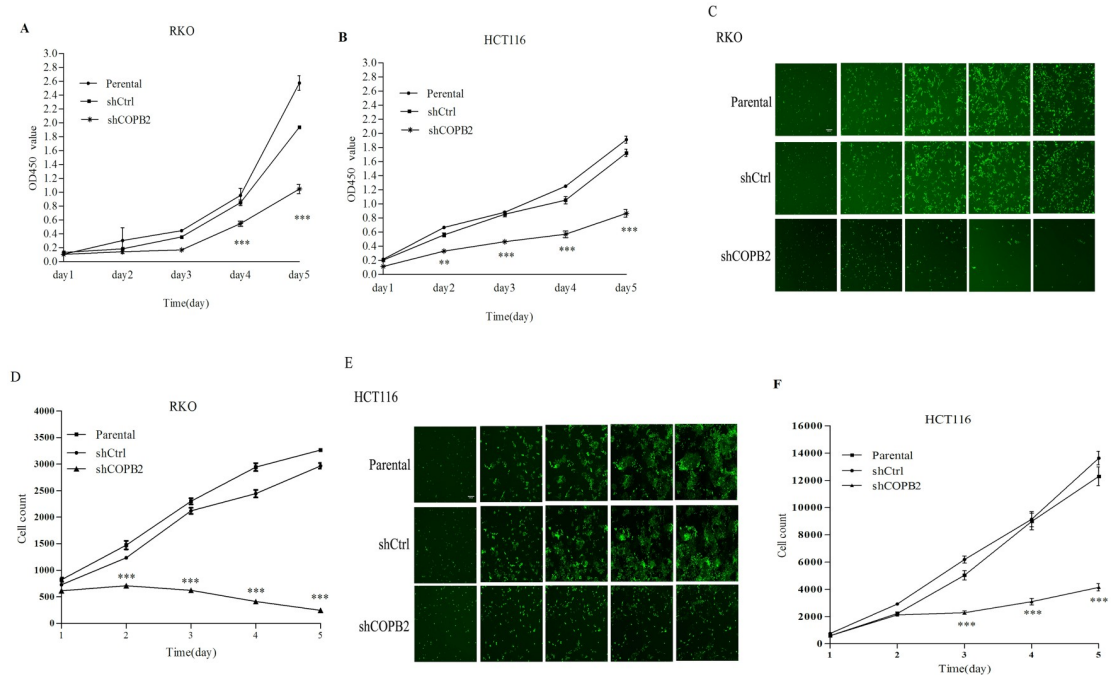 A
RKO
3.0
2.8
2.6
2.4
2.2
2.0
1.8
1.6
1.4
1.2
1.0
0.8
0.6
0.4
0.2
0.0
OD450 value
Perental
shCtrl
shCOPB2
***
***
day1 day2 day3 day4 day5
Time(day)
B
HCT116
3.0
2.8
2.6
2.4
2.2
2.0
1.8
1.6
1.4
1.2
1.0
0.8
0.6
0.4
0.2
0.0
OD450 value
Perental
shCtrl
shCOPB2
** *** *** ***
day1 day2 day3 day4 day5
Time(day)
C
RKO
Parental
shCtrl
shCOPB2
D
RKO
4000
3500
3000
2500
2000
1500
1000
500
0
Cell count
Parental
shCtrl
shCOPB2
*** *** *** ***
1 2 3 4 5
Time(day)
E
HCT116
Parental
shCtrl
shCOPB2
F
HCT116
16000
14000
12000
10000
8000
6000
4000
2000
0
Cell count
Parental
shCtrl
shCOPB2
*** *** ***
1 2 3 4 5
Time(day)